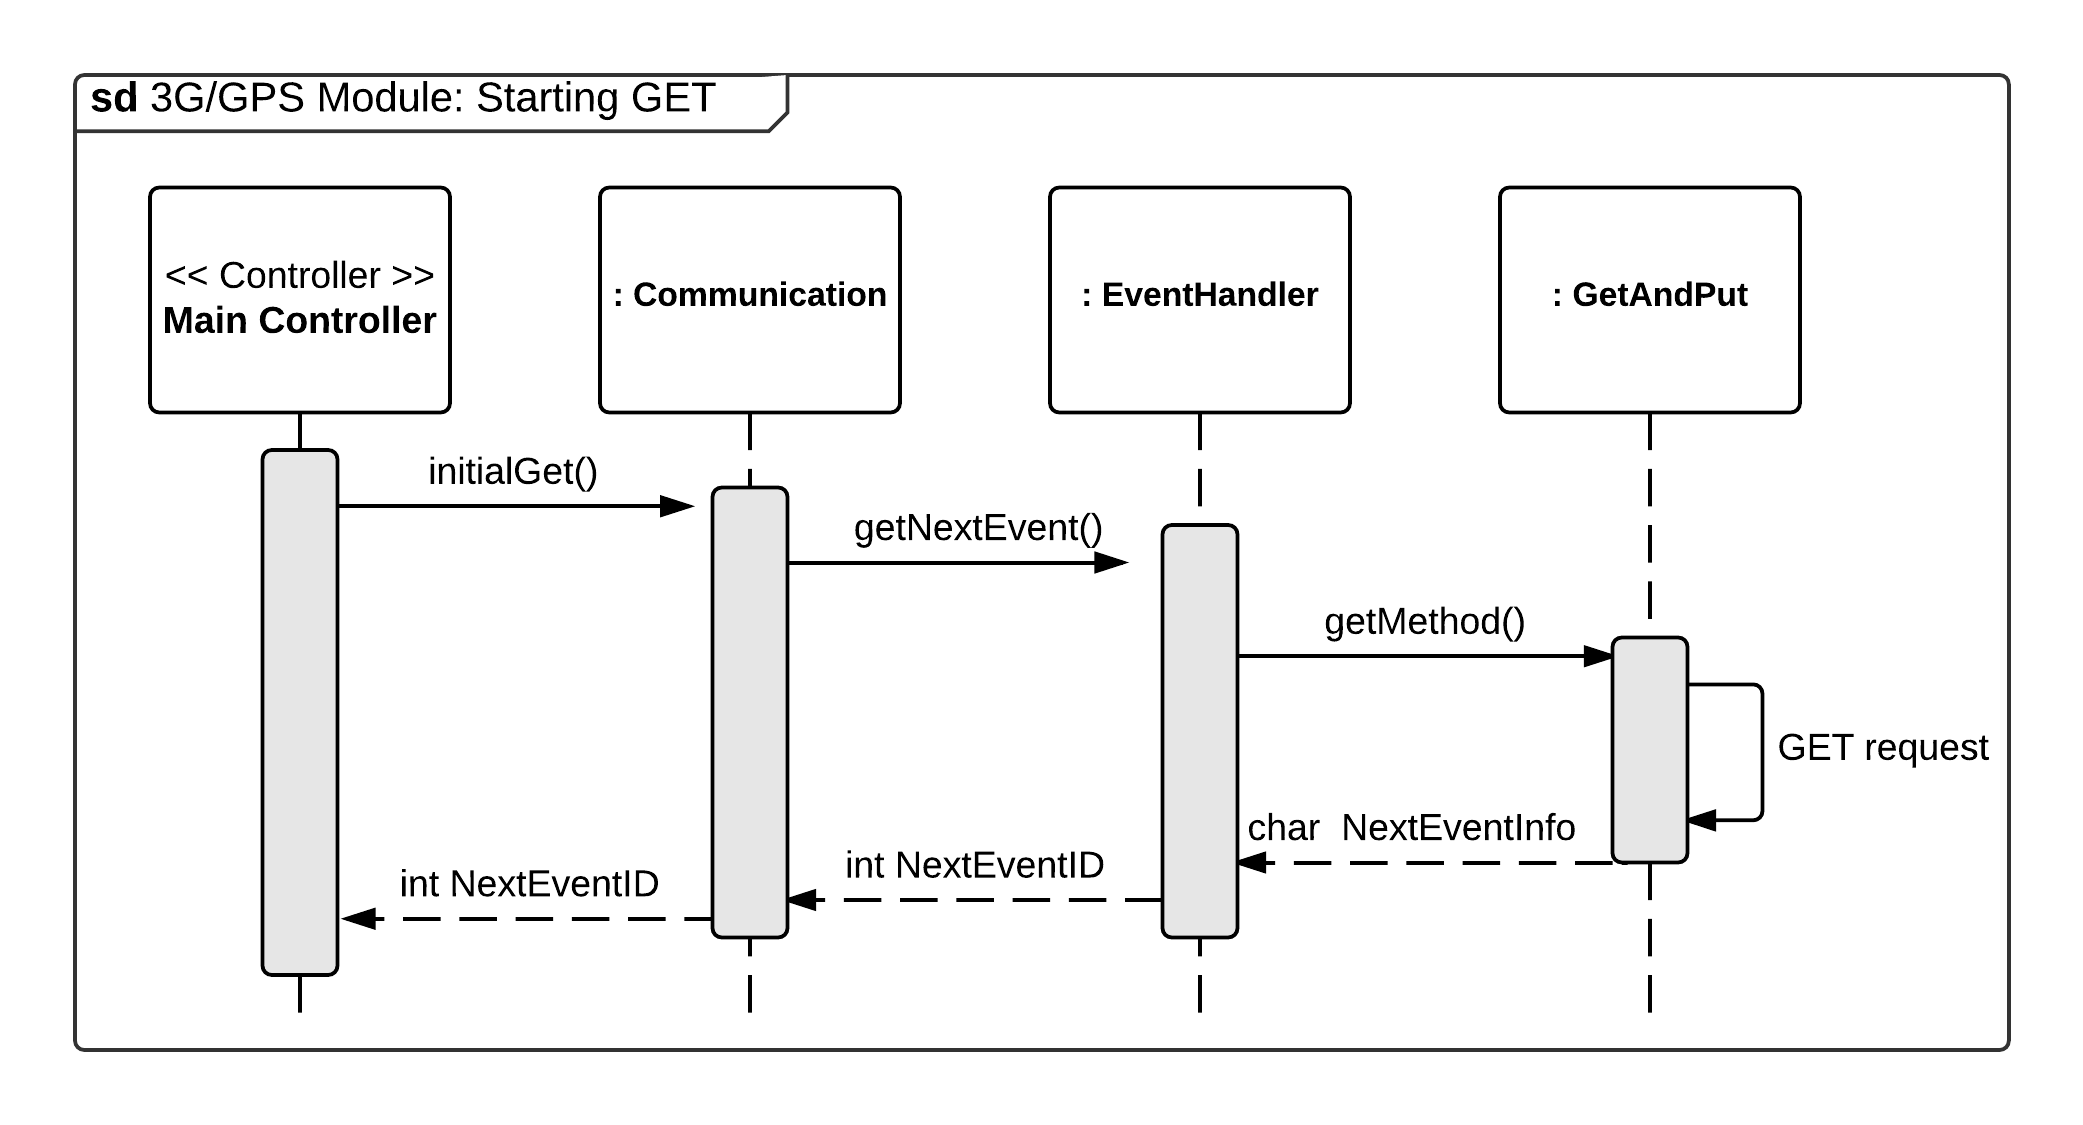 sd 3G/GPS Module: Starting GET
<< Controller >>
Main Controller
: Communication
: EventHandler
: GetAndPut
initialGet()
getNextEvent()
getMethod()
GET request
char  NextEventInfo
int NextEventID
int NextEventID